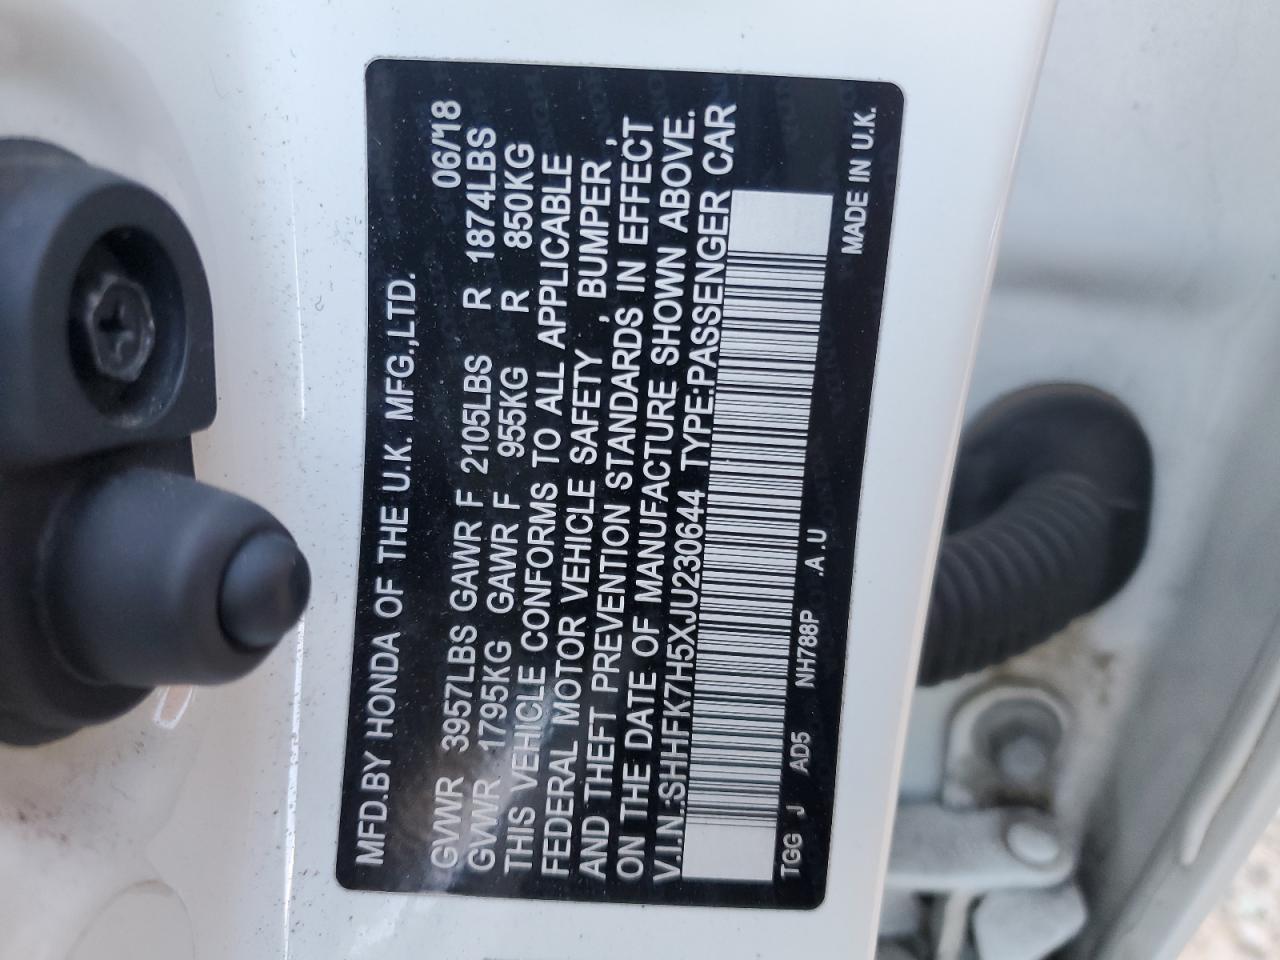 MFD.BY HONDA OF THE U.K. MFG.,LTD.
06/'18
GVWR 3957LBS GAWR F 2105LBS R 1874LBS
GVWR 1795KG GAWR F 955KG R 850KG
THIS VEHICLE CONFORMS TO ALL APPLICABLE
FEDERAL MOTOR VEHICLE SAFETY , BUMPER ,
AND THEFT PREVENTION STANDARDS IN EFFECT
ON THE DATE OF MANUFACTURE SHOWN ABOVE.
V.I.N.:SHHFK7H5XJU230644 TYPE:PASSENGER CAR
TGG J AD5 NH788P .A .U MADE IN U.K.